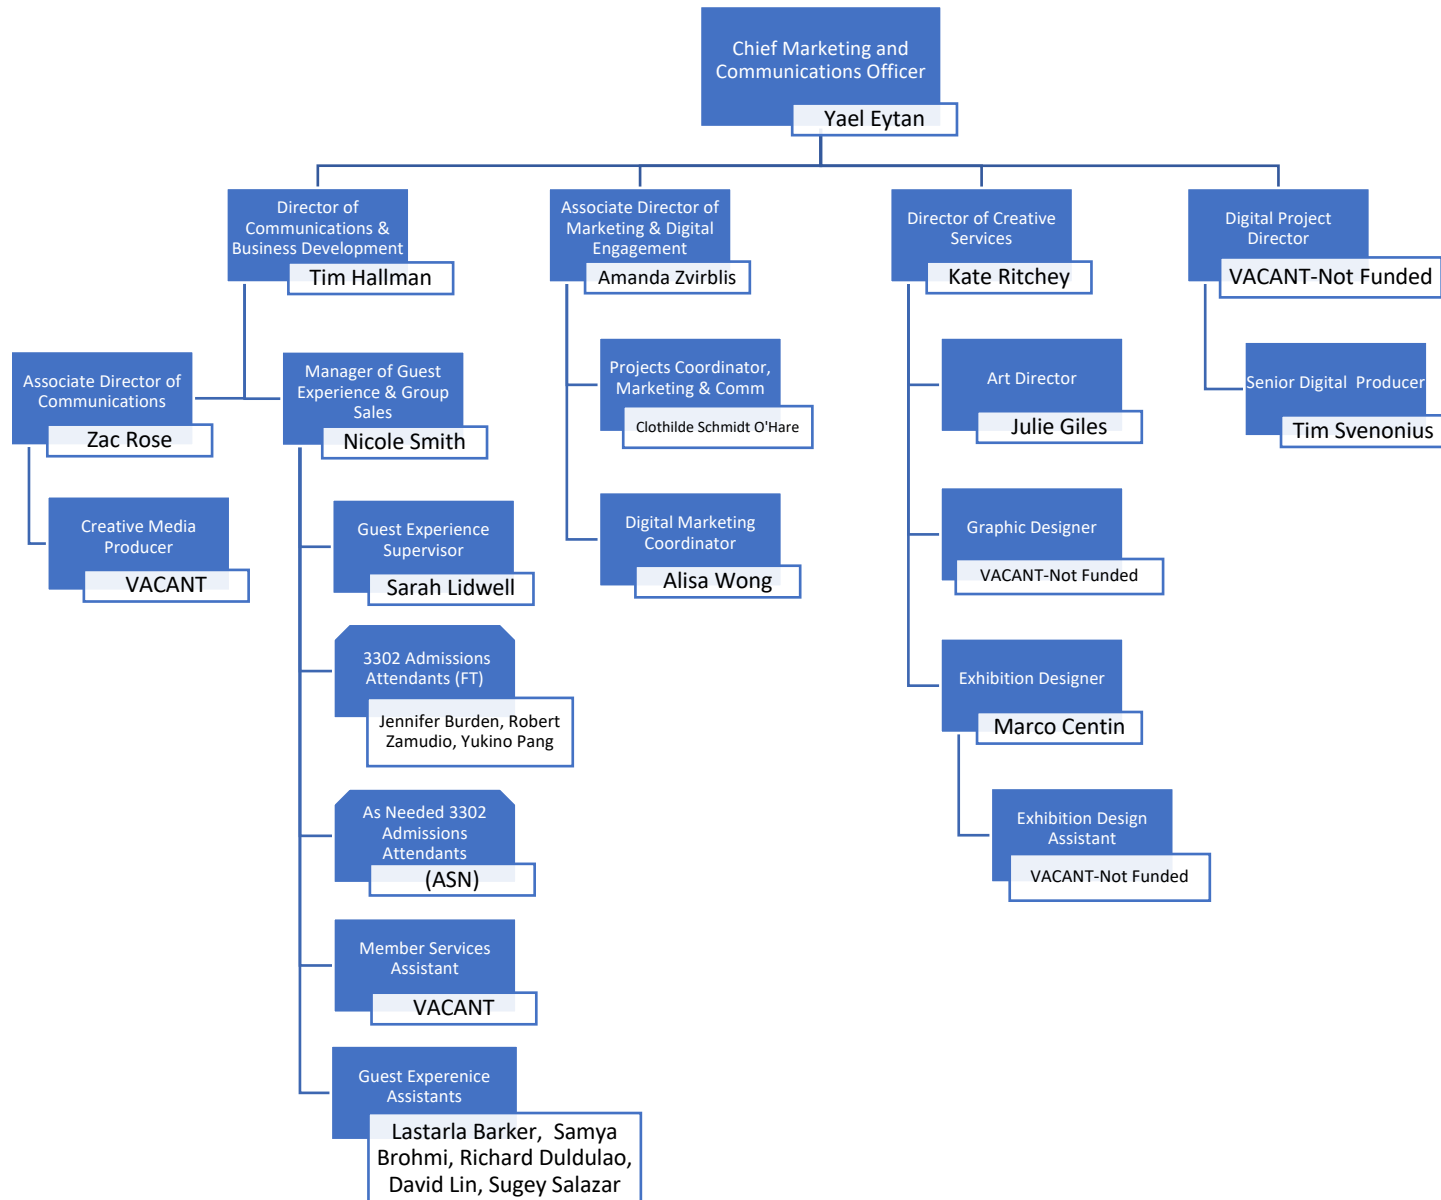 Chief Marketing and
Communications Officer
Yael Eytan
Director of
Communications &
Business Development
Tim Hallman
Associate Director of
Marketing & Digital
Engagement
Amanda Zvirblis
Director of Creative
Services
Kate Ritchey
Digital Project
Director
VACANT-Not Funded
Associate Director of
Communications
Zac Rose
Manager of Guest
Experience & Group
Sales
Nicole Smith
Projects Coordinator,
Marketing & Comm
Clothilde Schmidt O'Hare
Art Director
Julie Giles
Senior Digital  Producer
Tim Svenonius
Creative Media
Producer
VACANT
Guest Experience
Supervisor
Sarah Lidwell
Digital Marketing
Coordinator
Alisa Wong
Graphic Designer
VACANT-Not Funded
3302 Admissions
Attendants (FT)
Jennifer Burden, Robert
Zamudio, Yukino Pang
Exhibition Designer
Marco Centin
As Needed 3302
Admissions
Attendants
(ASN)
Exhibition Design
Assistant
VACANT-Not Funded
Member Services
Assistant
VACANT
Guest Experenice
Assistants
Lastarla Barker,  Samya
Brohmi, Richard Duldulao,
David Lin, Sugey Salazar